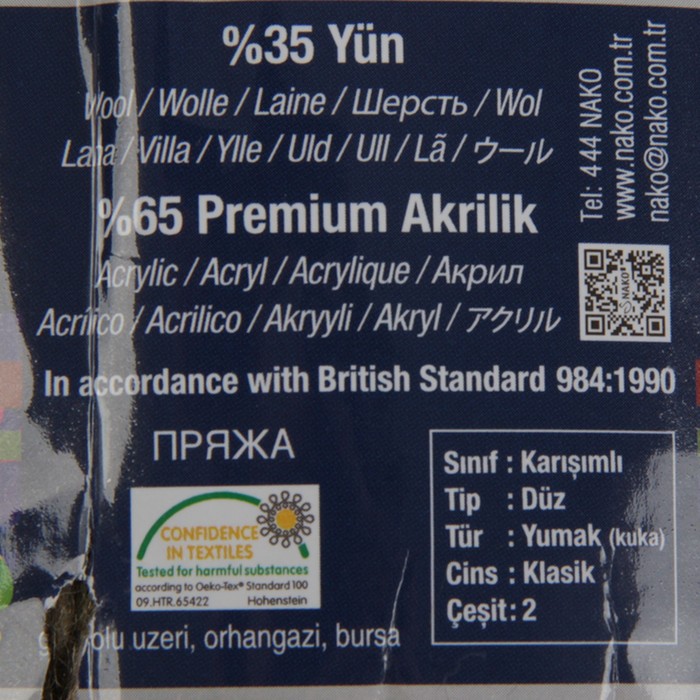 %35 Yün
Wool / Wolle / Laine / Шерсть / Wol
Lana / Villa / Ylle / Uld / Ull / Lã / ウール
%65 Premium Akrilik
Acrylic / Acryl / Acrylique / Акрил
Acrílico / Acrilico / Akryyli / Akryl / アクリル
In accordance with British Standard 984:1990
Tel: 444 NAKO
www.nako.com.tr
nako@nako.com.tr
NAKO
ПРЯЖА
CONFIDENCE
IN TEXTILES
Tested for harmful substances
according to Oeko-Tex® Standard 100
09.HTR.65422 Hohenstein
Sınıf : Karışımlı
Tip : Düz
Tür : Yumak (kuka)
Cins : Klasik
Çeşit: 2
uzeri, orhangazi, bursa